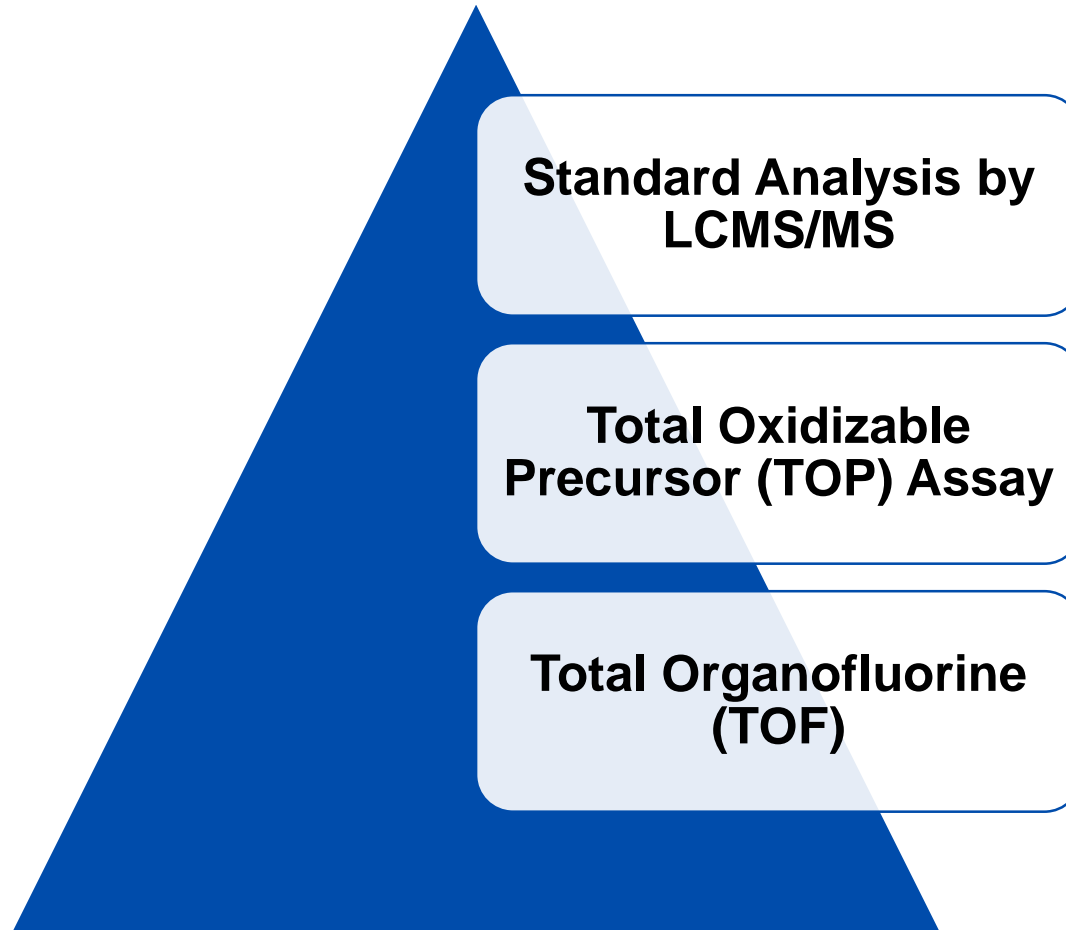 Standard Analysis by
LCMS/MS
Total Oxidizable
Precursor (TOP) Assay
Total Organofluorine
(TOF)